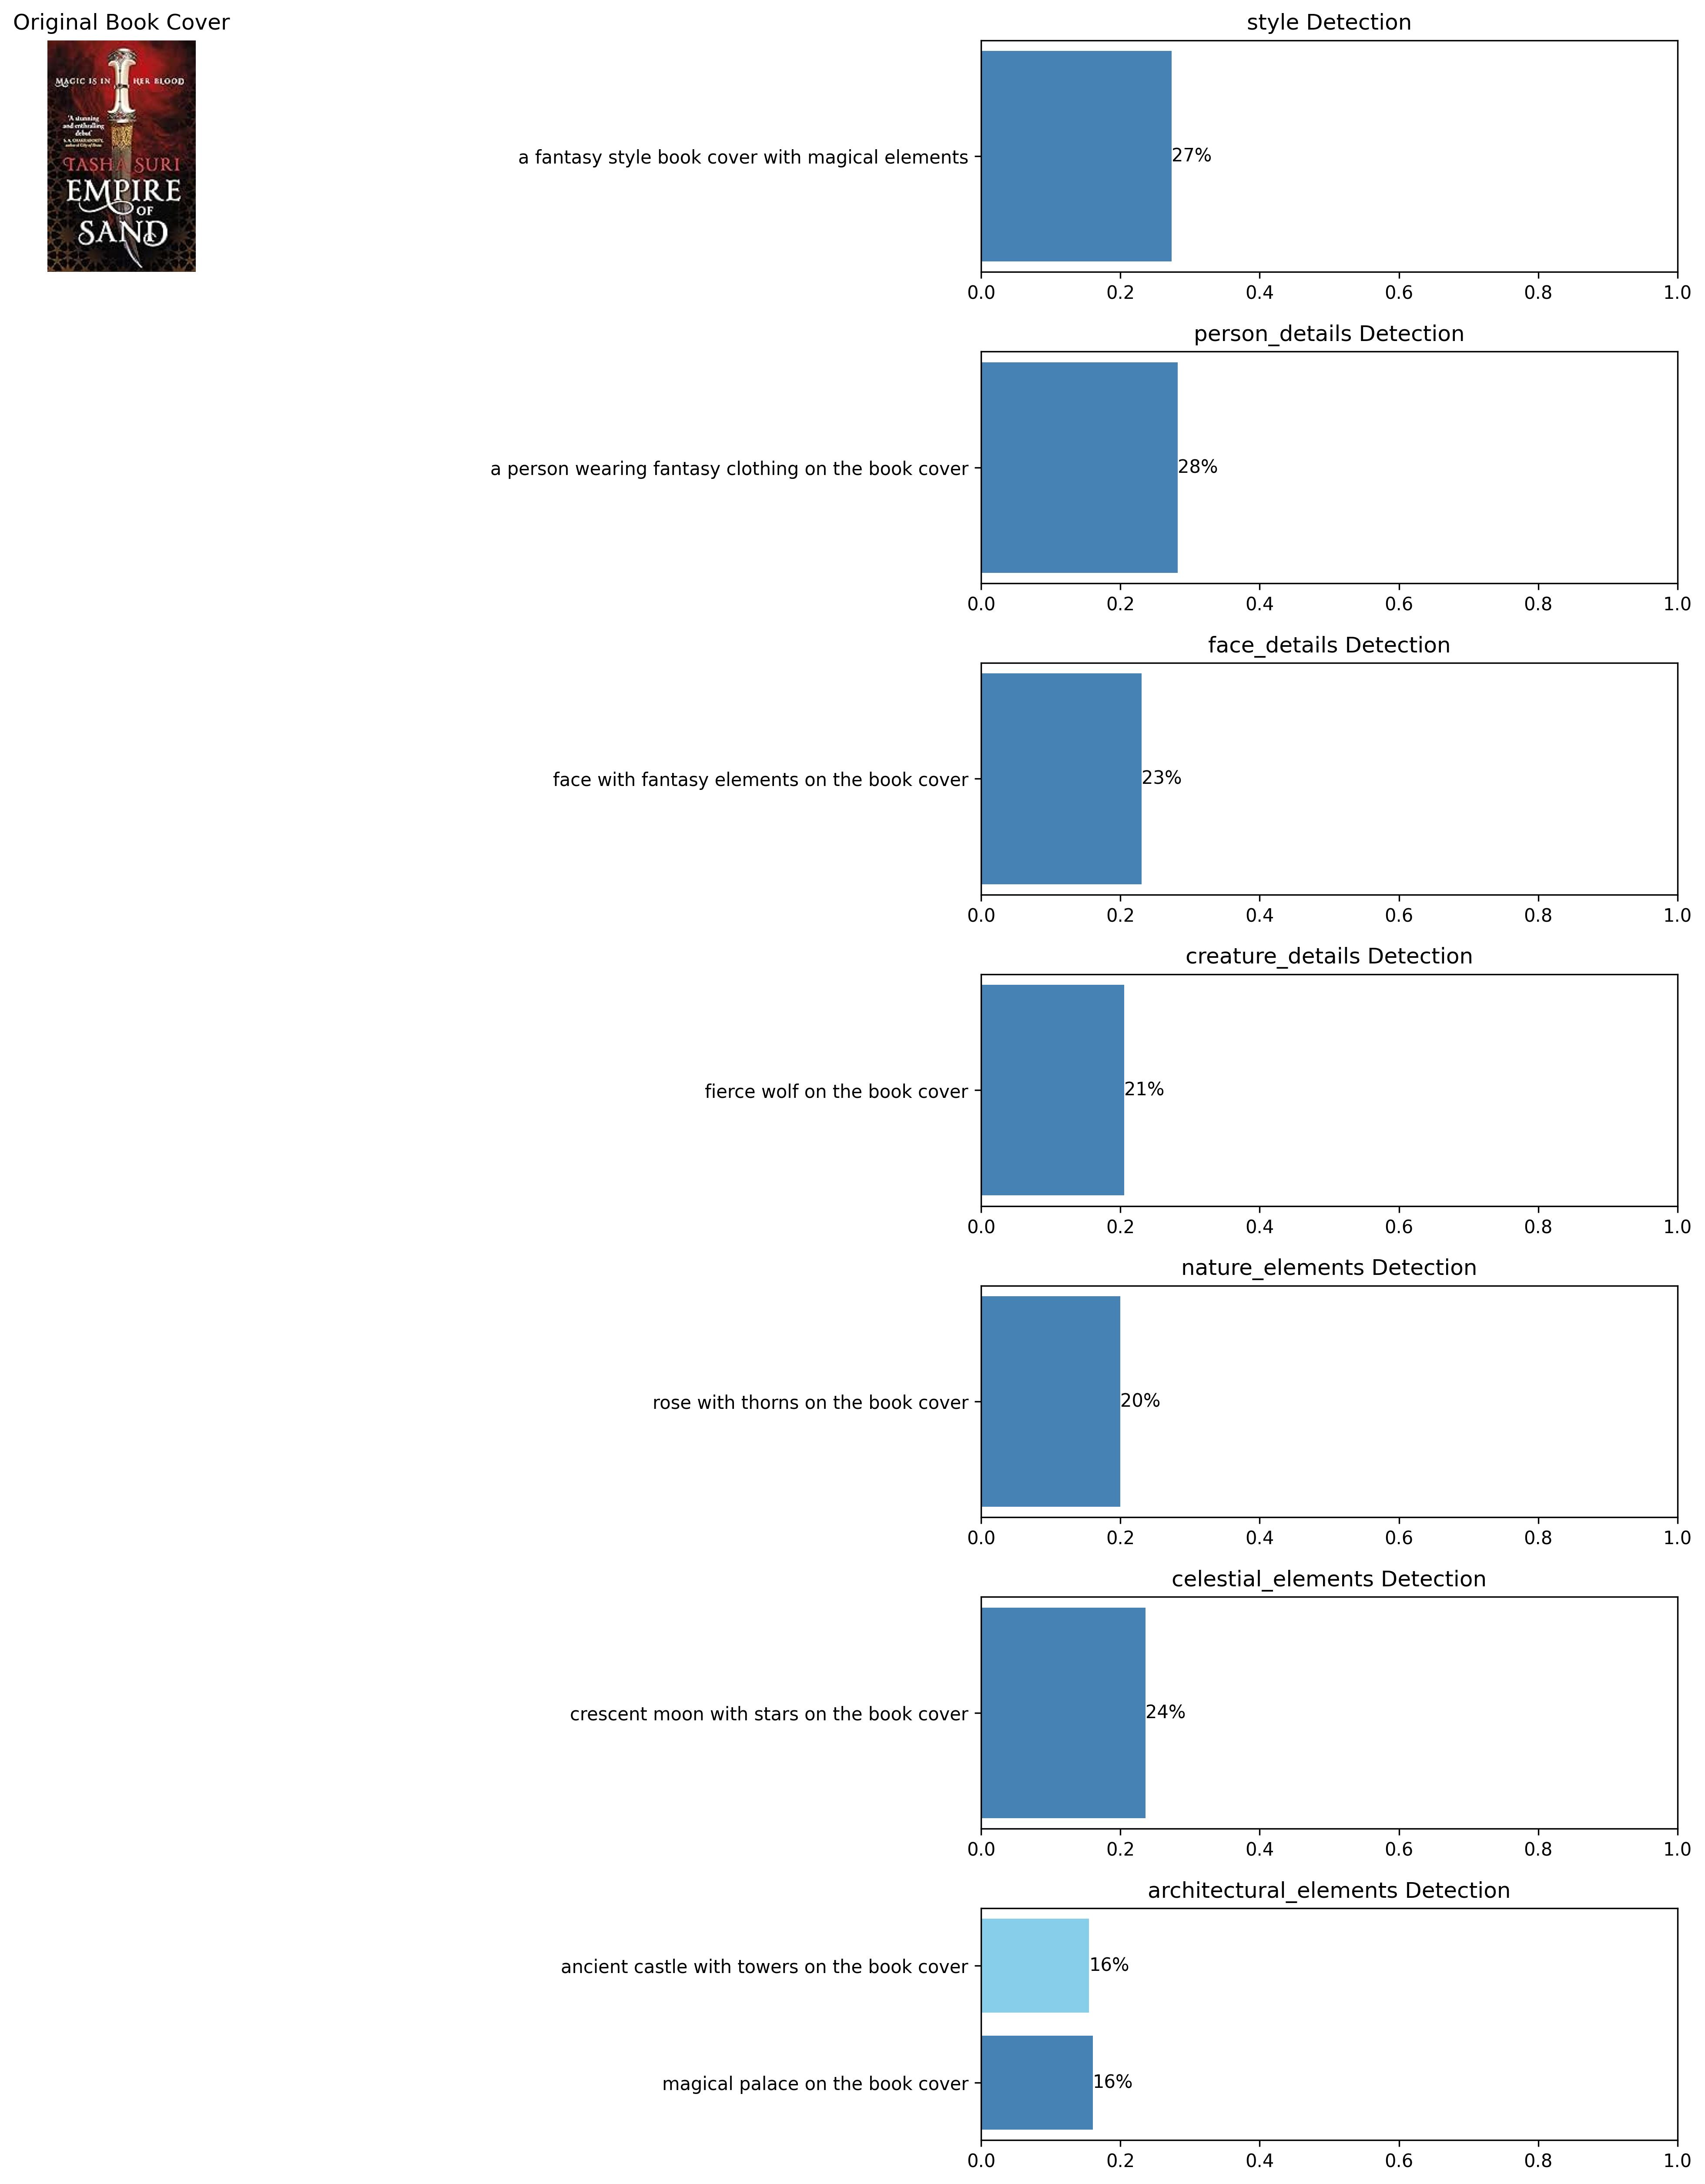 Original Book Cover
MAGIC IS IN HER BLOOD
'A stunning
and enthralling
debut'
S. A. CHAKRABORTY,
author of City of Brass
TASHA SURI
EMPIRE
OF
SAND
style Detection
a fantasy style book cover with magical elements
27%
0.0 0.2 0.4 0.6 0.8 1.0
person_details Detection
a person wearing fantasy clothing on the book cover
28%
0.0 0.2 0.4 0.6 0.8 1.0
face_details Detection
face with fantasy elements on the book cover
23%
0.0 0.2 0.4 0.6 0.8 1.0
creature_details Detection
fierce wolf on the book cover
21%
0.0 0.2 0.4 0.6 0.8 1.0
nature_elements Detection
rose with thorns on the book cover
20%
0.0 0.2 0.4 0.6 0.8 1.0
celestial_elements Detection
crescent moon with stars on the book cover
24%
0.0 0.2 0.4 0.6 0.8 1.0
architectural_elements Detection
ancient castle with towers on the book cover
16%
magical palace on the book cover
16%
0.0 0.2 0.4 0.6 0.8 1.0